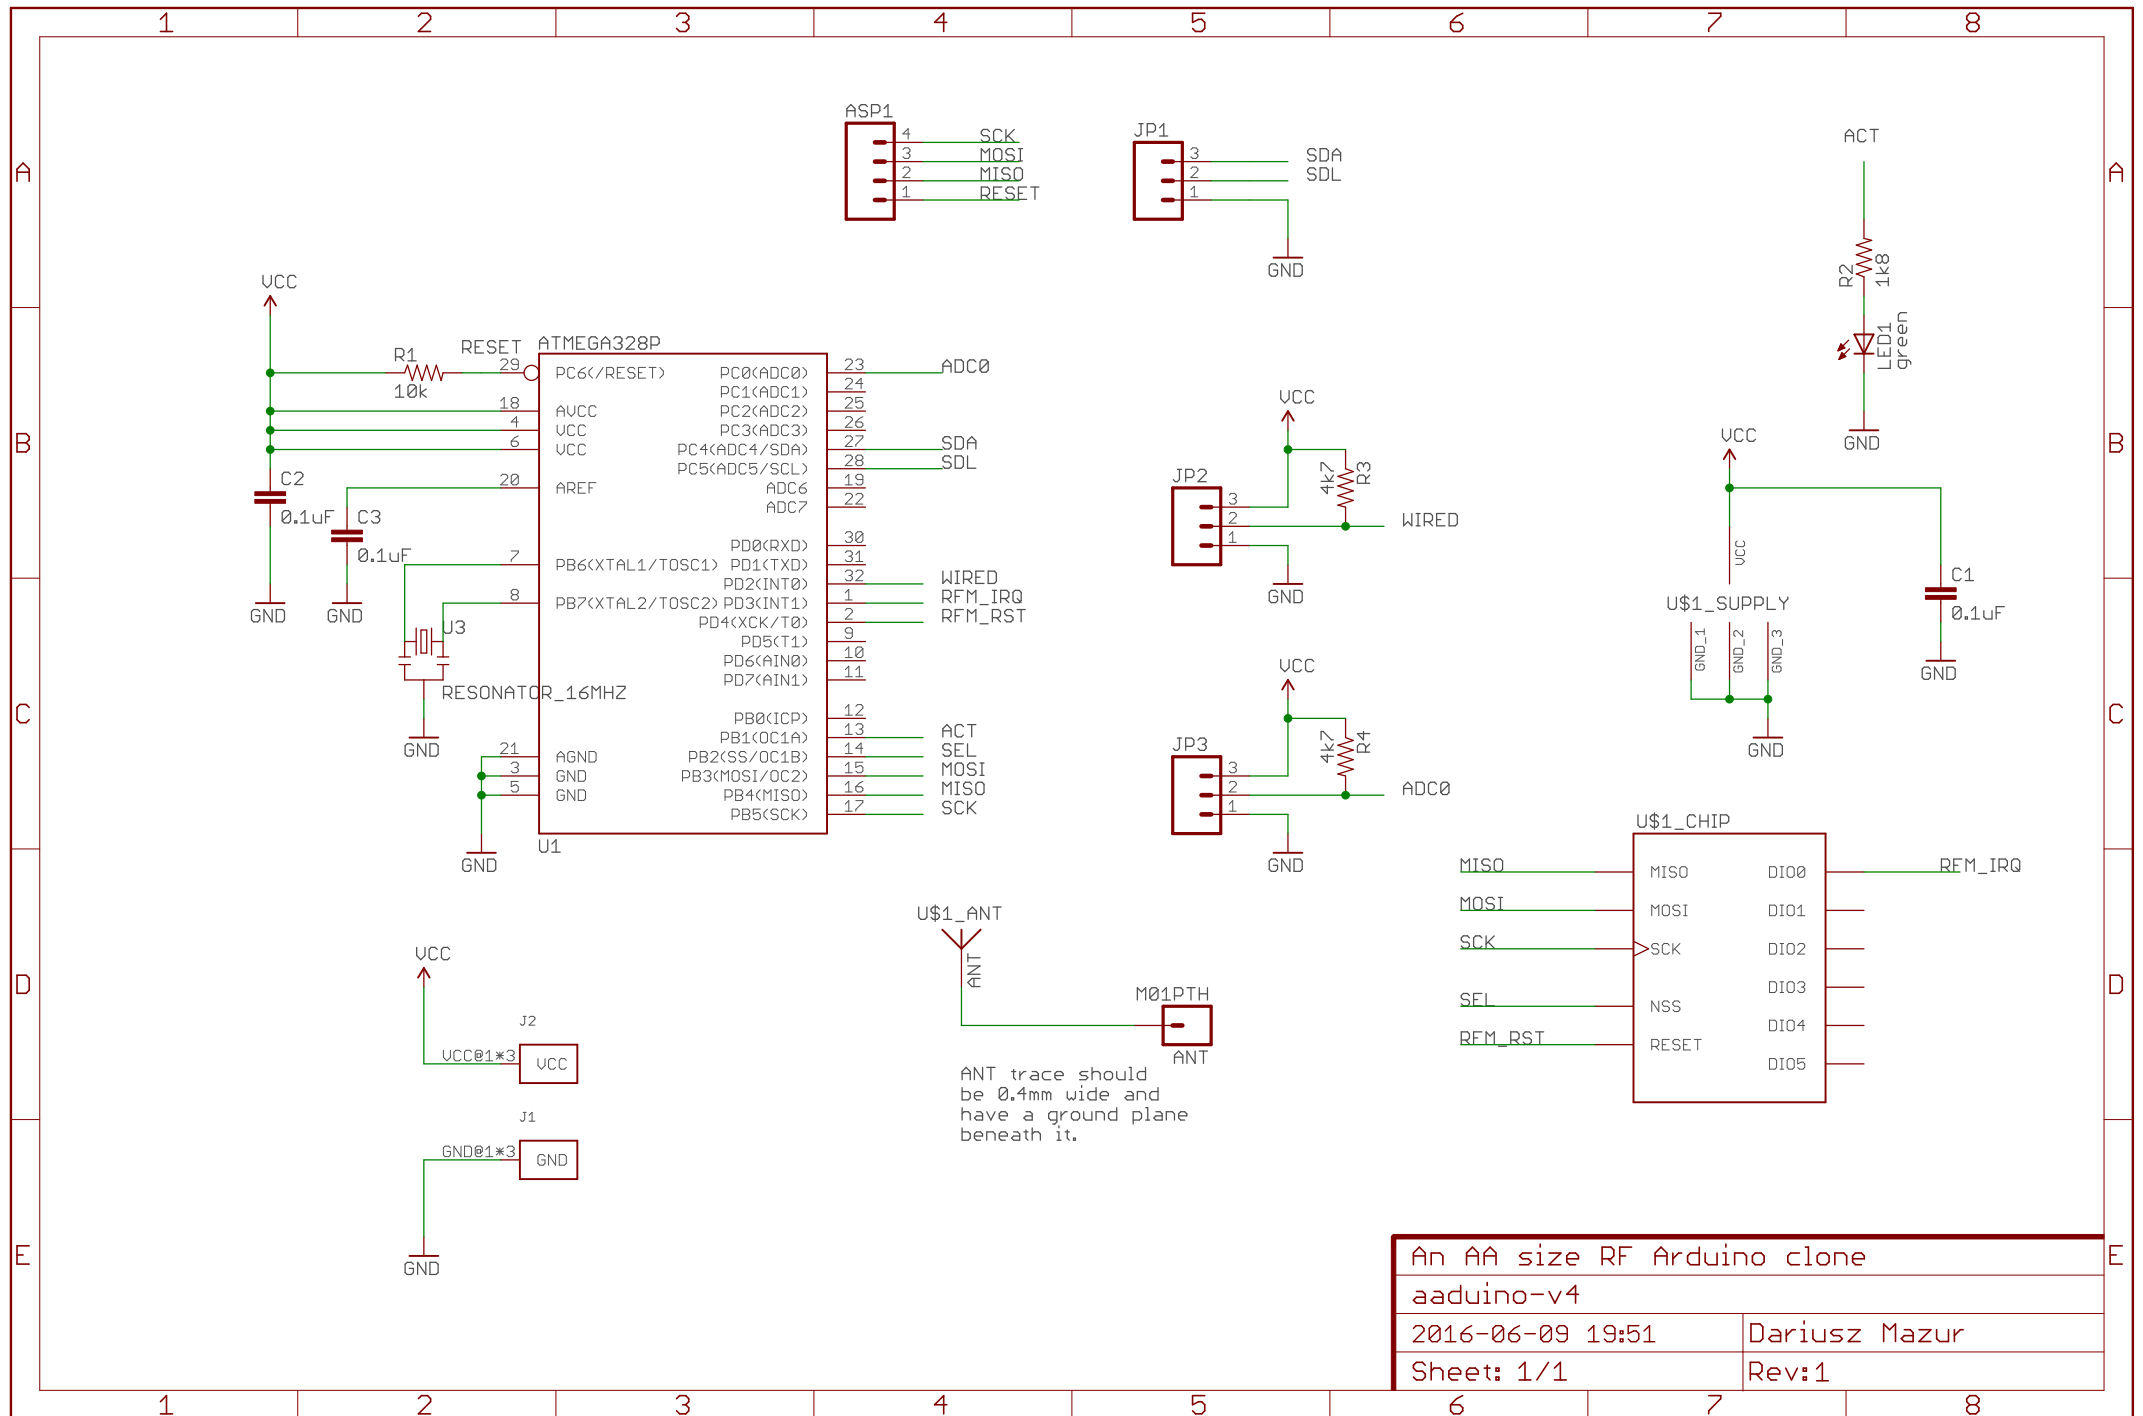 1 2 3 4 5 6 7 8
A A
B B
C C
D D
E E
ASP1
4 SCK
3 MOSI
2 MISO
1 RESET
JP1
3 SDA
2 SDL
1
GND
ACT
R2
1k8
LED1
green
GND
VCC
R1
10k
RESET
ATMEGA328P
29 PC6(/RESET)
18 AVCC
4 VCC
6 VCC
20 AREF
7 PB6(XTAL1/TOSC1)
8 PB7(XTAL2/TOSC2)
21 AGND
3 GND
5 GND
PC0(ADC0) 23 ADC0
PC1(ADC1) 24
PC2(ADC2) 25
PC3(ADC3) 26
PC4(ADC4/SDA) 27 SDA
PC5(ADC5/SCL) 28 SDL
ADC6 19
ADC7 22
PD0(RXD) 30
PD1(TXD) 31
PD2(INT0) 32 WIRED
PD3(INT1) 1 RFM_IRQ
PD4(XCK/T0) 2 RFM_RST
PD5(T1) 9
PD6(AIN0) 10
PD7(AIN1) 11
PB0(ICP) 12
PB1(OC1A) 13 ACT
PB2(SS/OC1B) 14 SEL
PB3(MOSI/OC2) 15 MOSI
PB4(MISO) 16 MISO
PB5(SCK) 17 SCK
U1
C2
0.1uF
C3
0.1uF
GND
GND
U3
RESONATOR_16MHZ
GND
GND
VCC
JP2
3
2
1
4k7
R3
WIRED
GND
VCC
JP3
3
2
1
4k7
R4
ADC0
GND
VCC
VCC
U$1_SUPPLY
GND_1
GND_2
GND_3
GND
C1
0.1uF
GND
U$1_CHIP
MISO MISO DIO0 RFM_IRQ
MOSI MOSI DIO1
SCK SCK DIO2
DIO3
SEL NSS DIO4
RFM_RST RESET DIO5
U$1_ANT
ANT
M01PTH
ANT
ANT trace should
be 0.4mm wide and
have a ground plane
beneath it.
VCC
J2
VCC@1*3 VCC
J1
GND@1*3 GND
GND
An AA size RF Arduino clone
aaduino-v4
2016-06-09 19:51 Dariusz Mazur
Sheet: 1/1 Rev:1
1 2 3 4 5 6 7 8